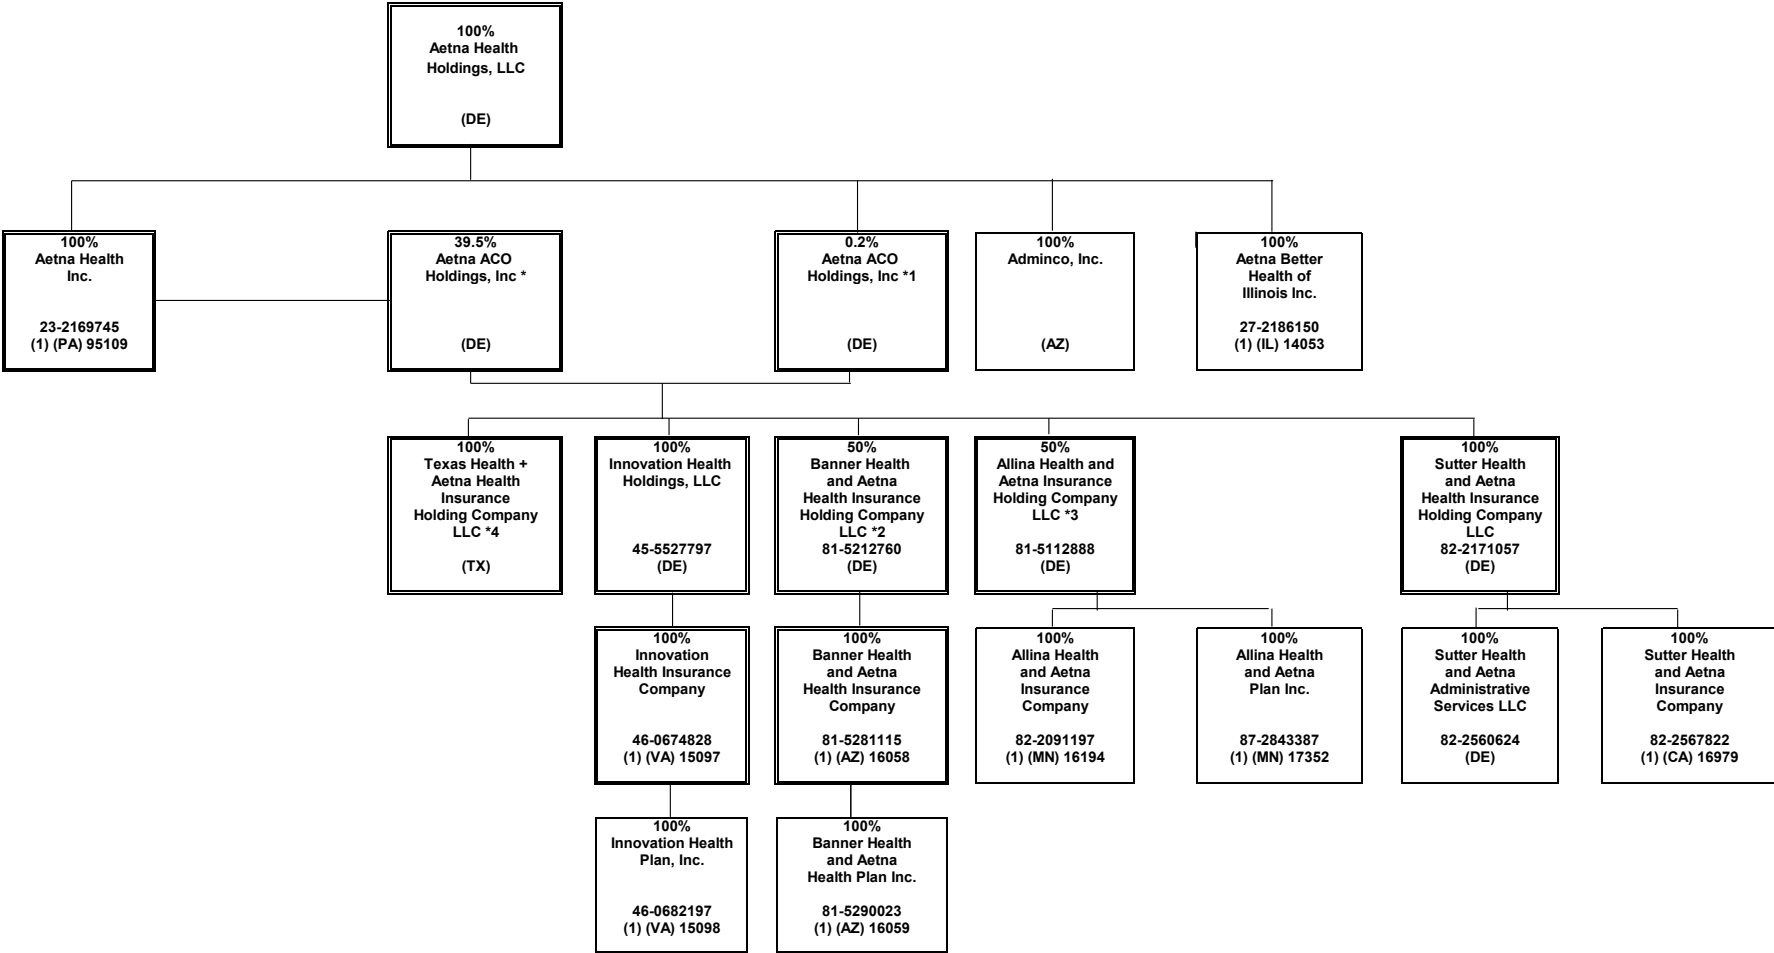 100%
Aetna Health
Holdings, LLC
(DE)
100%
Aetna Health
Inc.
23-2169745
(1) (PA) 95109
39.5%
Aetna ACO
Holdings, Inc *
(DE)
0.2%
Aetna ACO
Holdings, Inc *1
(DE)
100%
Adminco, Inc.
(AZ)
100%
Aetna Better
Health of
Illinois Inc.
27-2186150
(1) (IL) 14053
100%
Texas Health +
Aetna Health
Insurance
Holding Company
LLC *4
(TX)
100%
Innovation Health
Holdings, LLC
45-5527797
(DE)
50%
Banner Health
and Aetna
Health Insurance
Holding Company
LLC *2
81-5212760
(DE)
50%
Allina Health and
Aetna Insurance
Holding Company
LLC *3
81-5112888
(DE)
100%
Sutter Health
and Aetna
Health Insurance
Holding Company
LLC
82-2171057
(DE)
100%
Innovation
Health Insurance
Company
46-0674828
(1) (VA) 15097
100%
Banner Health
and Aetna
Health Insurance
Company
81-5281115
(1) (AZ) 16058
100%
Allina Health
and Aetna
Insurance
Company
82-2091197
(1) (MN) 16194
100%
Allina Health
and Aetna
Plan Inc.
87-2843387
(1) (MN) 17352
100%
Sutter Health
and Aetna
Administrative
Services LLC
82-2560624
(DE)
100%
Sutter Health
and Aetna
Insurance
Company
82-2567822
(1) (CA) 16979
100%
Innovation Health
Plan, Inc.
46-0682197
(1) (VA) 15098
100%
Banner Health
and Aetna
Health Plan Inc.
81-5290023
(1) (AZ) 16059